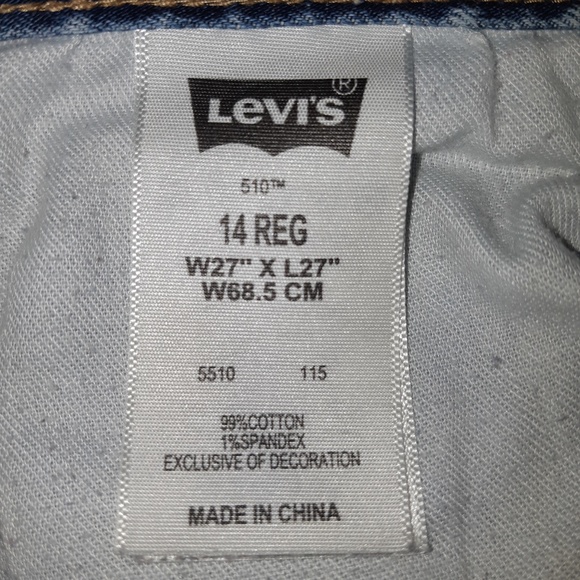 LEVI'S ®
510™
14 REG
W27" X L27"
W68.5 CM
5510 115
99%COTTON
1%SPANDEX
EXCLUSIVE OF DECORATION
MADE IN CHINA